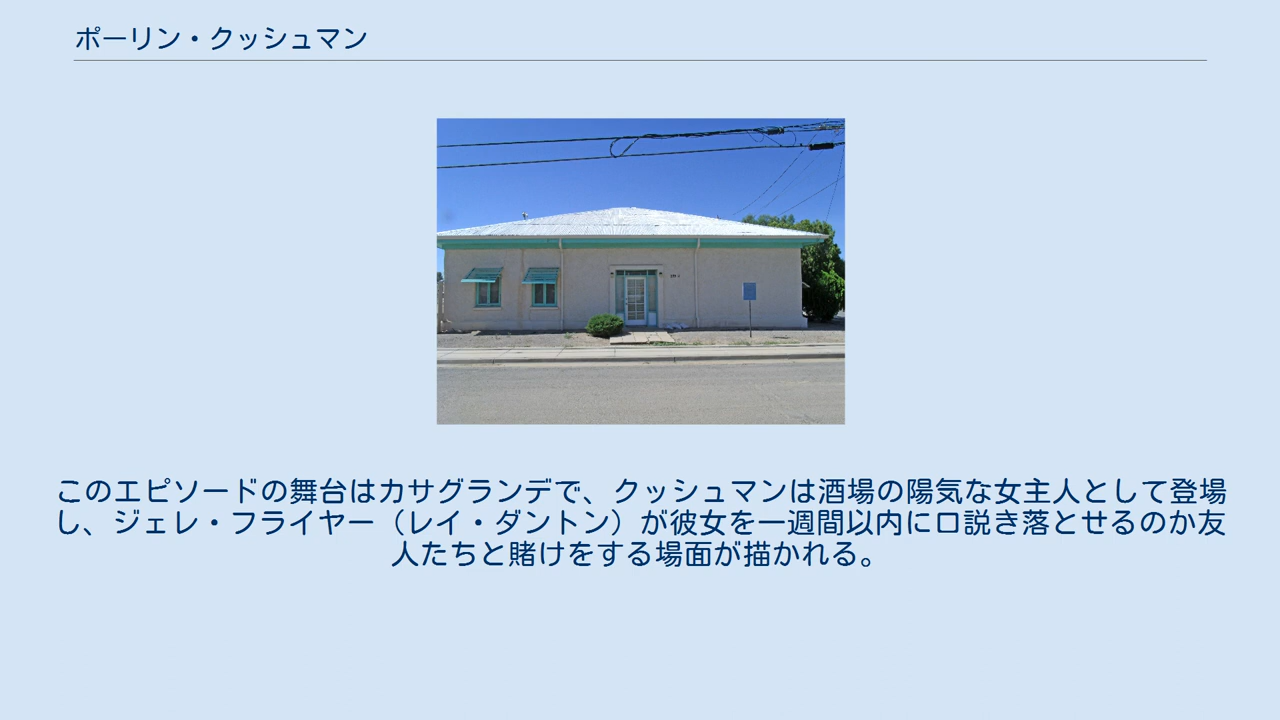 ポーリン・クッシュマン
このエピソードの舞台はカサグランデで、クッシュマンは酒場の陽気な女主人として登場
し、ジェレ・フライヤー（レイ・ダントン）が彼女を一週間以内に口説き落とせるのか友
人たちと賭けをする場面が描かれる。